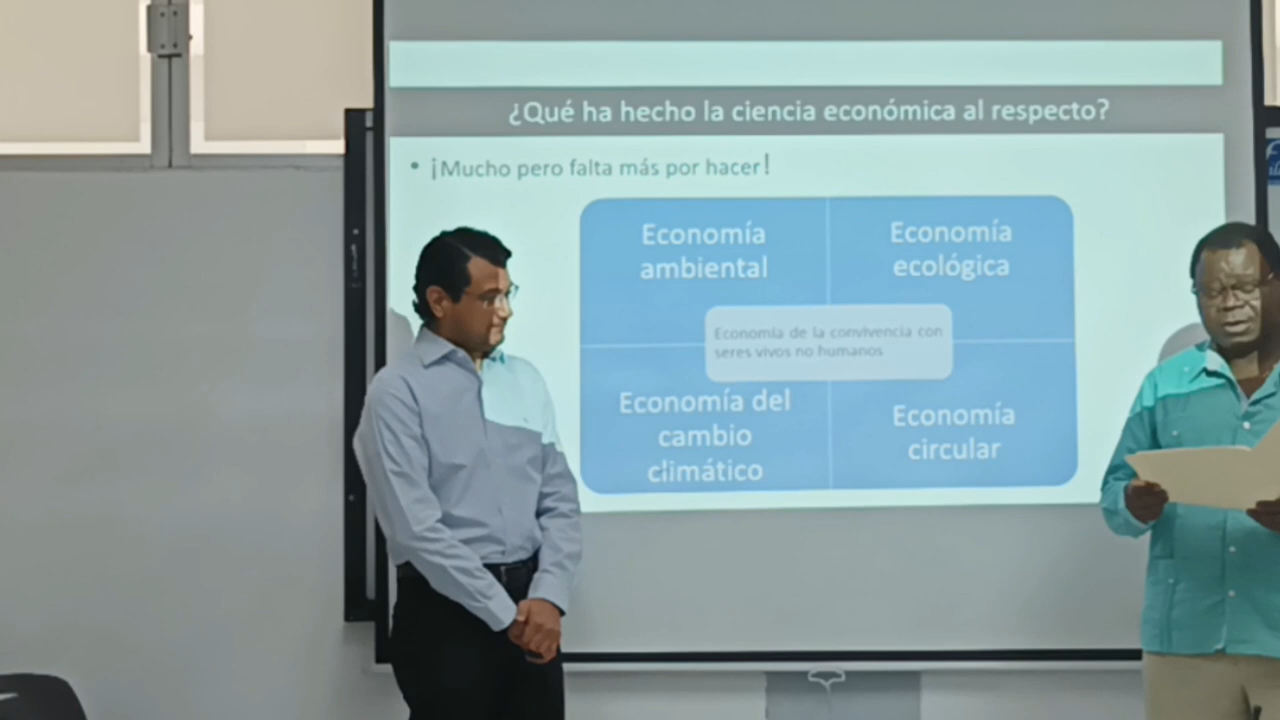 ¿Qué ha hecho la ciencia económica al respecto?
• ¡Mucho pero falta más por hacer!
Economía
ambiental
Economía
ecológica
Economía de la convivencia con
seres vivos no humanos
Economía del
cambio
climático
Economía
circular